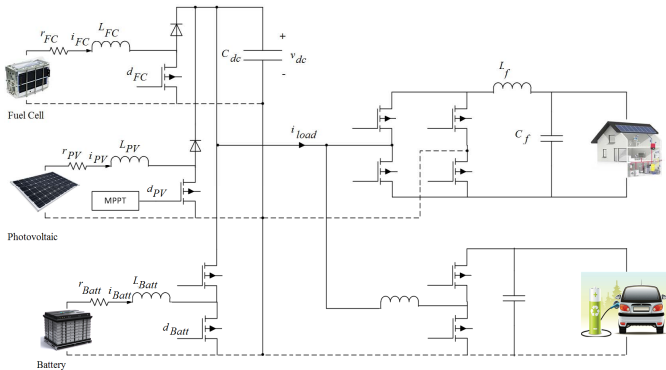 r_FC i_FC L_FC
d_FC
C_dc
+
v_dc
-
Fuel Cell
L_f
C_f
i_load
r_PV i_PV L_PV
d_PV
MPPT
Photovoltaic
r_Batt i_Batt L_Batt
d_Batt
Battery